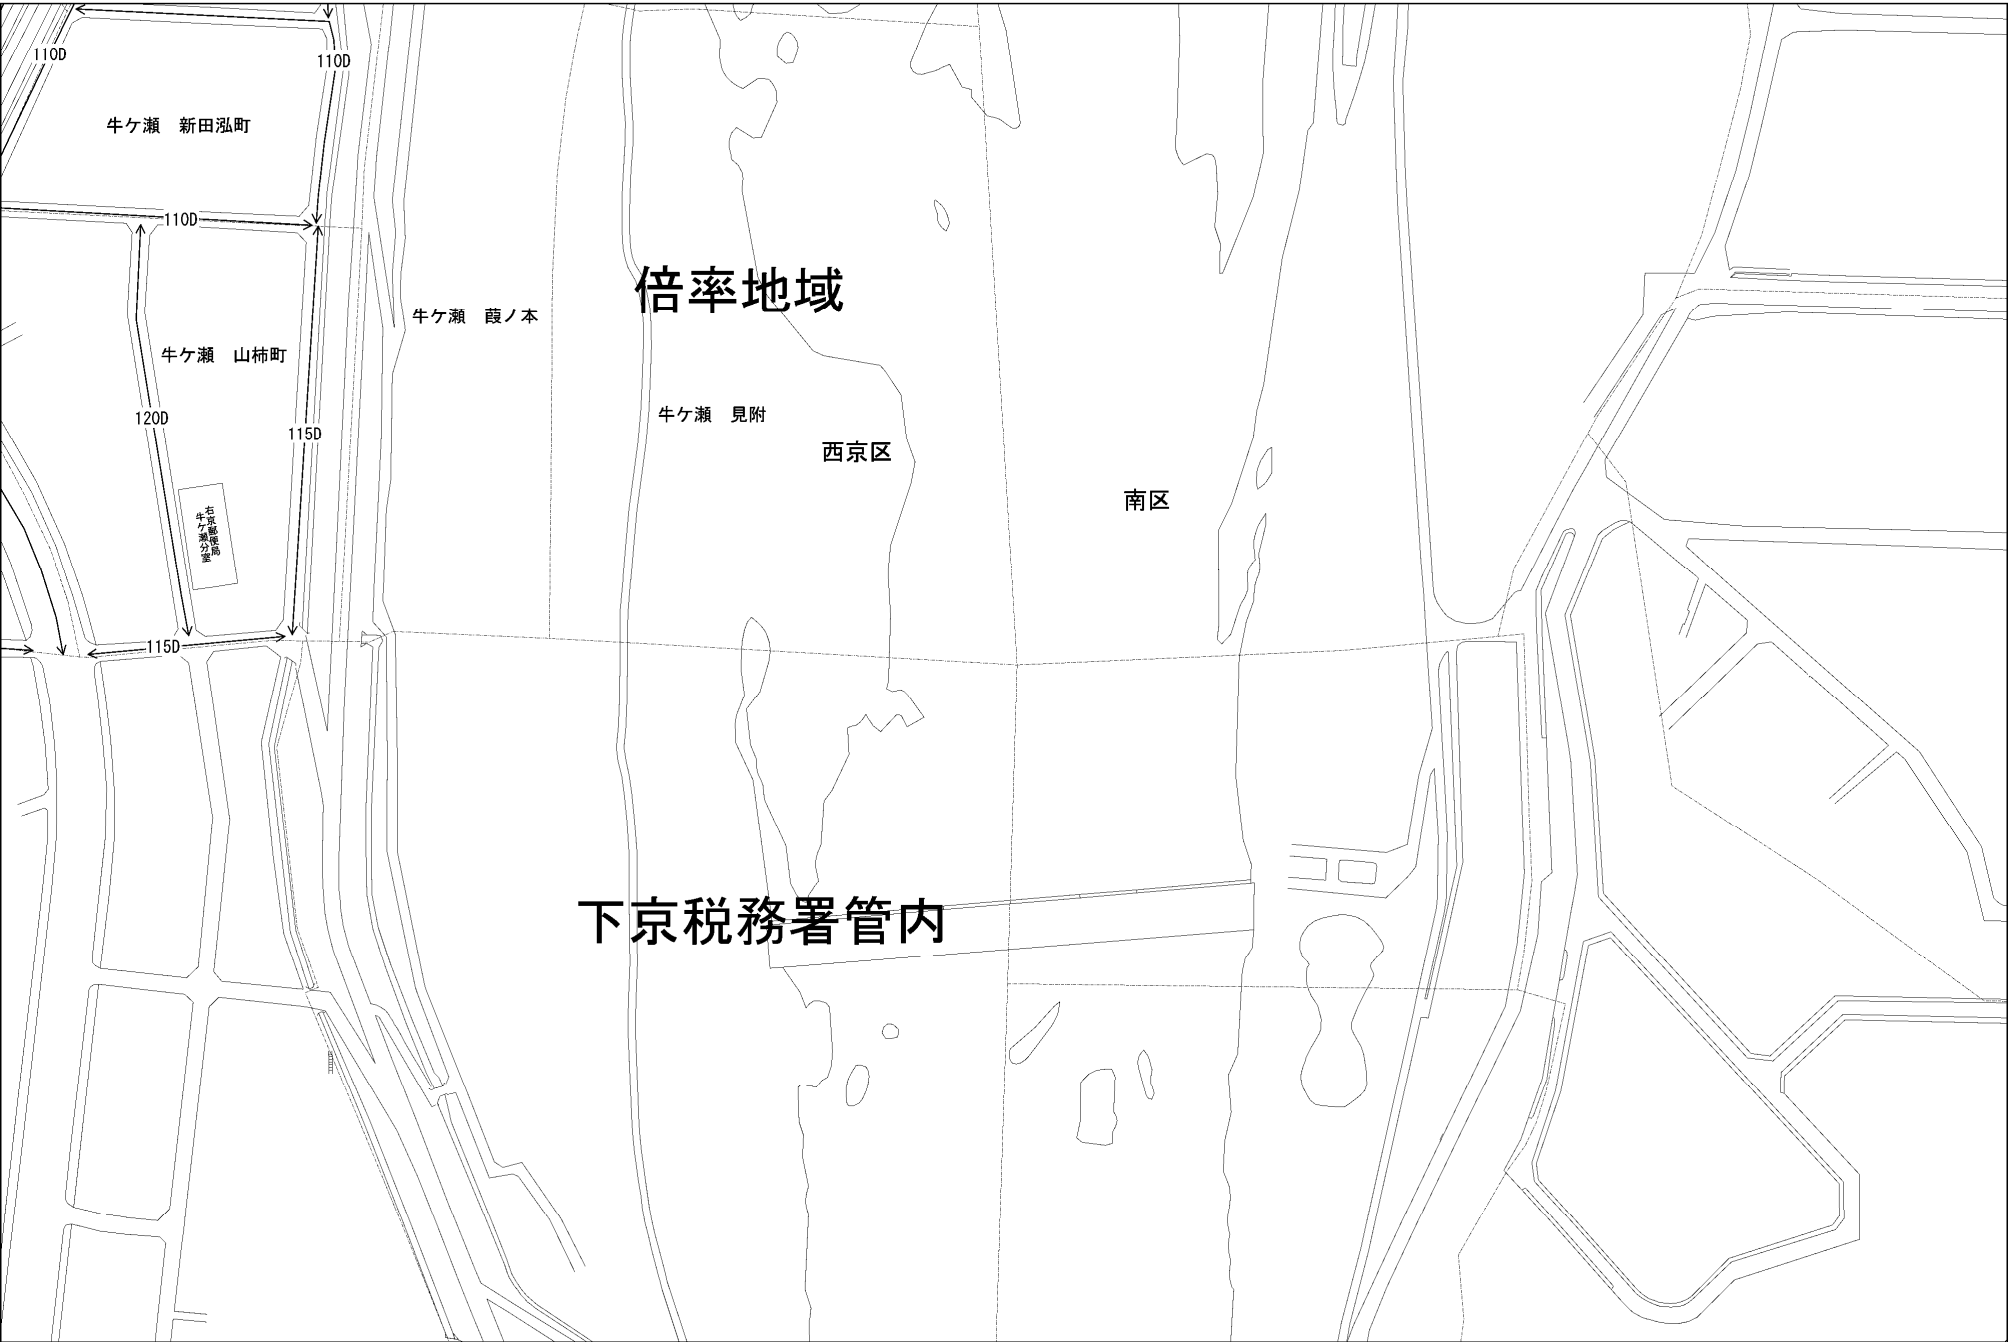 110D
110D
牛ケ瀬　新田泓町
110D
倍率地域
牛ケ瀬　葭ノ本
牛ケ瀬　山柿町
120D
牛ケ瀬　見附
115D
西京区
南区
右京郵便局
牛ケ瀬分室
115D
下京税務署管内